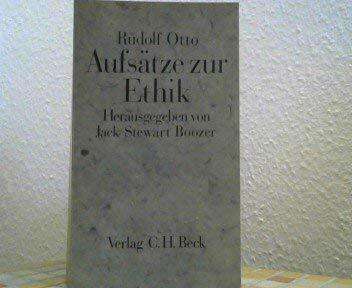 Rudolf Otto
Aufsätze zur
Ethik
Herausgegeben von
Jack Stewart Boozer
Verlag C.H. Beck